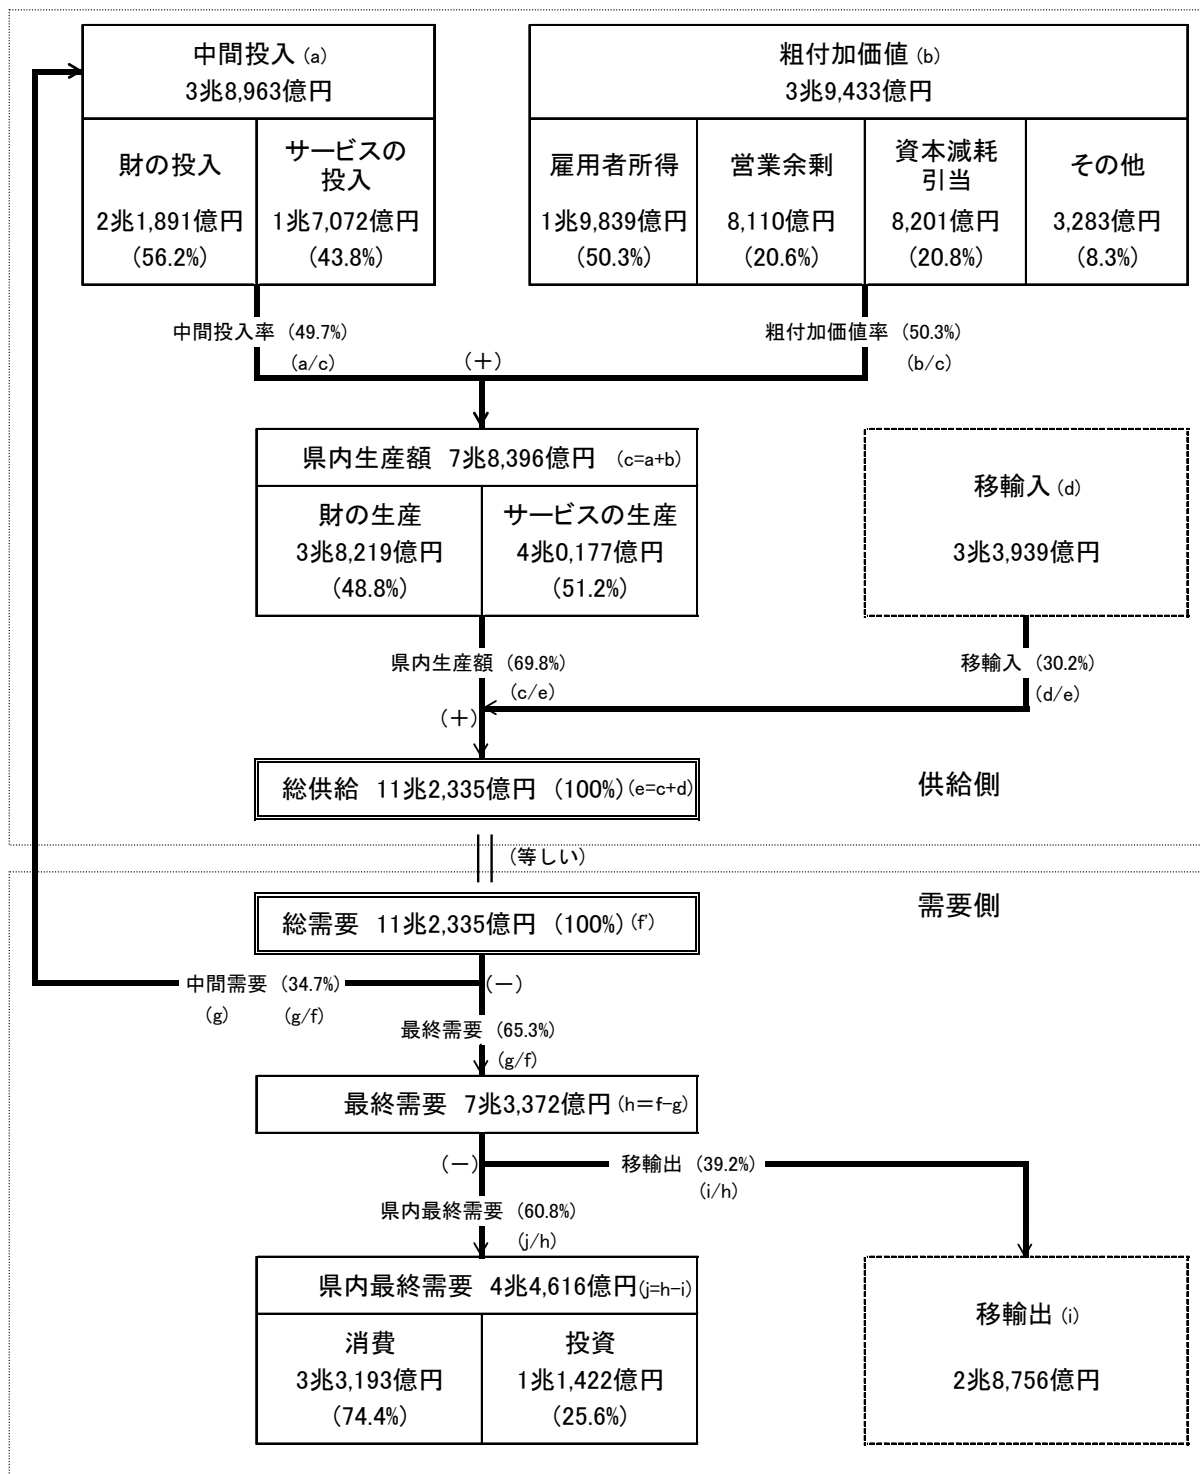 中間投入 (a)
3兆8,963億円
財の投入
2兆1,891億円
(56.2%)
サービスの
投入
1兆7,072億円
(43.8%)
粗付加価値 (b)
3兆9,433億円
雇用者所得
1兆9,839億円
(50.3%)
営業余剰
8,110億円
(20.6%)
資本減耗
引当
8,201億円
(20.8%)
その他
3,283億円
(8.3%)
中間投入率 (49.7%)
(a/c)
(＋)
粗付加価値率 (50.3%)
(b/c)
県内生産額 7兆8,396億円 (c=a+b)
財の生産
3兆8,219億円
(48.8%)
サービスの生産
4兆0,177億円
(51.2%)
移輸入 (d)
3兆3,939億円
県内生産額 (69.8%)
(c/e)
移輸入 (30.2%)
(d/e)
(＋)
総供給 11兆2,335億円 (100%) (e=c+d)
供給側
(等しい)
需要側
総需要 11兆2,335億円 (100%) (f')
中間需要 (34.7%)
(g) (g/f)
(－)
最終需要 (65.3%)
(g/f)
最終需要 7兆3,372億円 (h＝f-g)
(－)
移輸出 (39.2%)
(i/h)
県内最終需要 (60.8%)
(j/h)
県内最終需要 4兆4,616億円 (j=h-i)
消費
3兆3,193億円
(74.4%)
投資
1兆1,422億円
(25.6%)
移輸出 (i)
2兆8,756億円